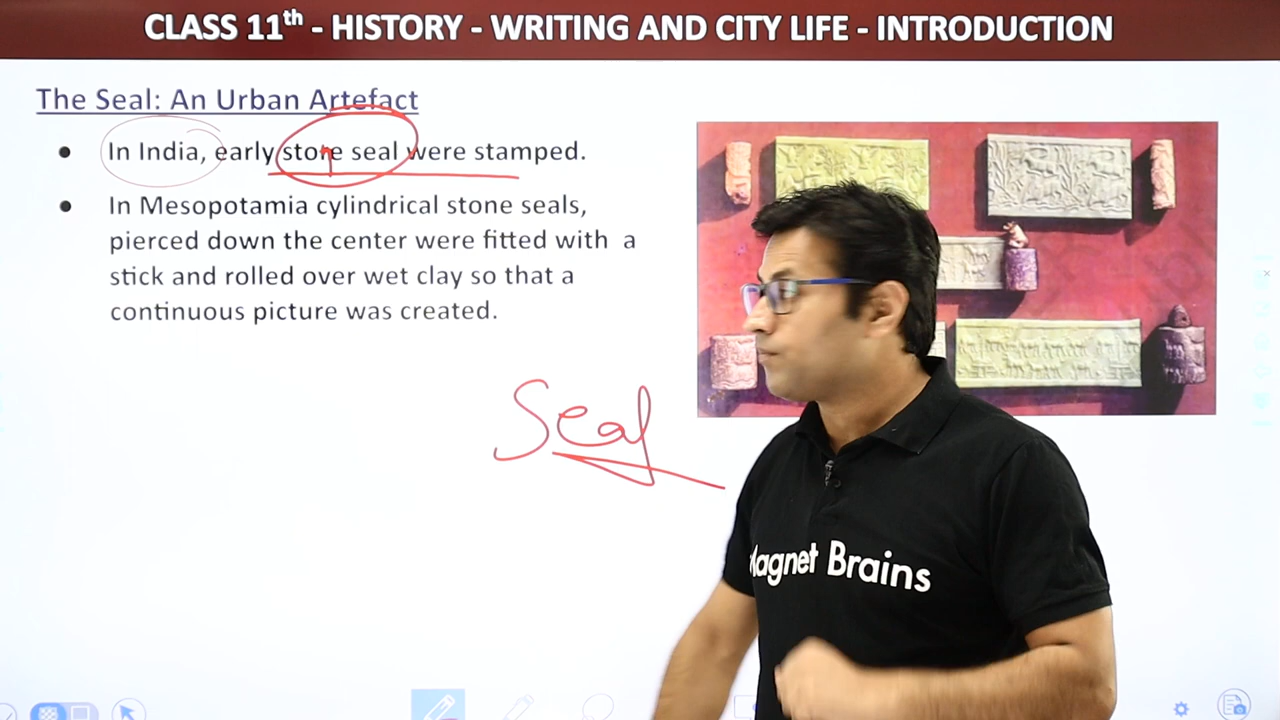 CLASS 11th - HISTORY - WRITING AND CITY LIFE - INTRODUCTION
The Seal: An Urban Artefact
• In India, early stone seal were stamped.
• In Mesopotamia cylindrical stone seals,
pierced down the center were fitted with a
stick and rolled over wet clay so that a
continuous picture was created.
Seal
Magnet Brains